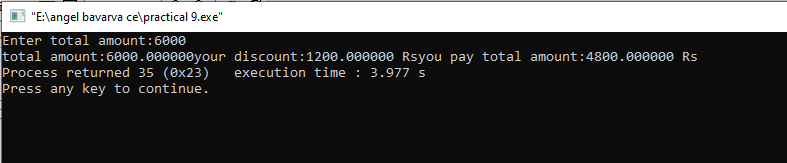 "E:\angel bavarva ce\practical 9.exe"
Enter total amount:6000
total amount:6000.000000your discount:1200.000000 Rsyou pay total amount:4800.000000 Rs
Process returned 35 (0x23)   execution time : 3.977 s
Press any key to continue.